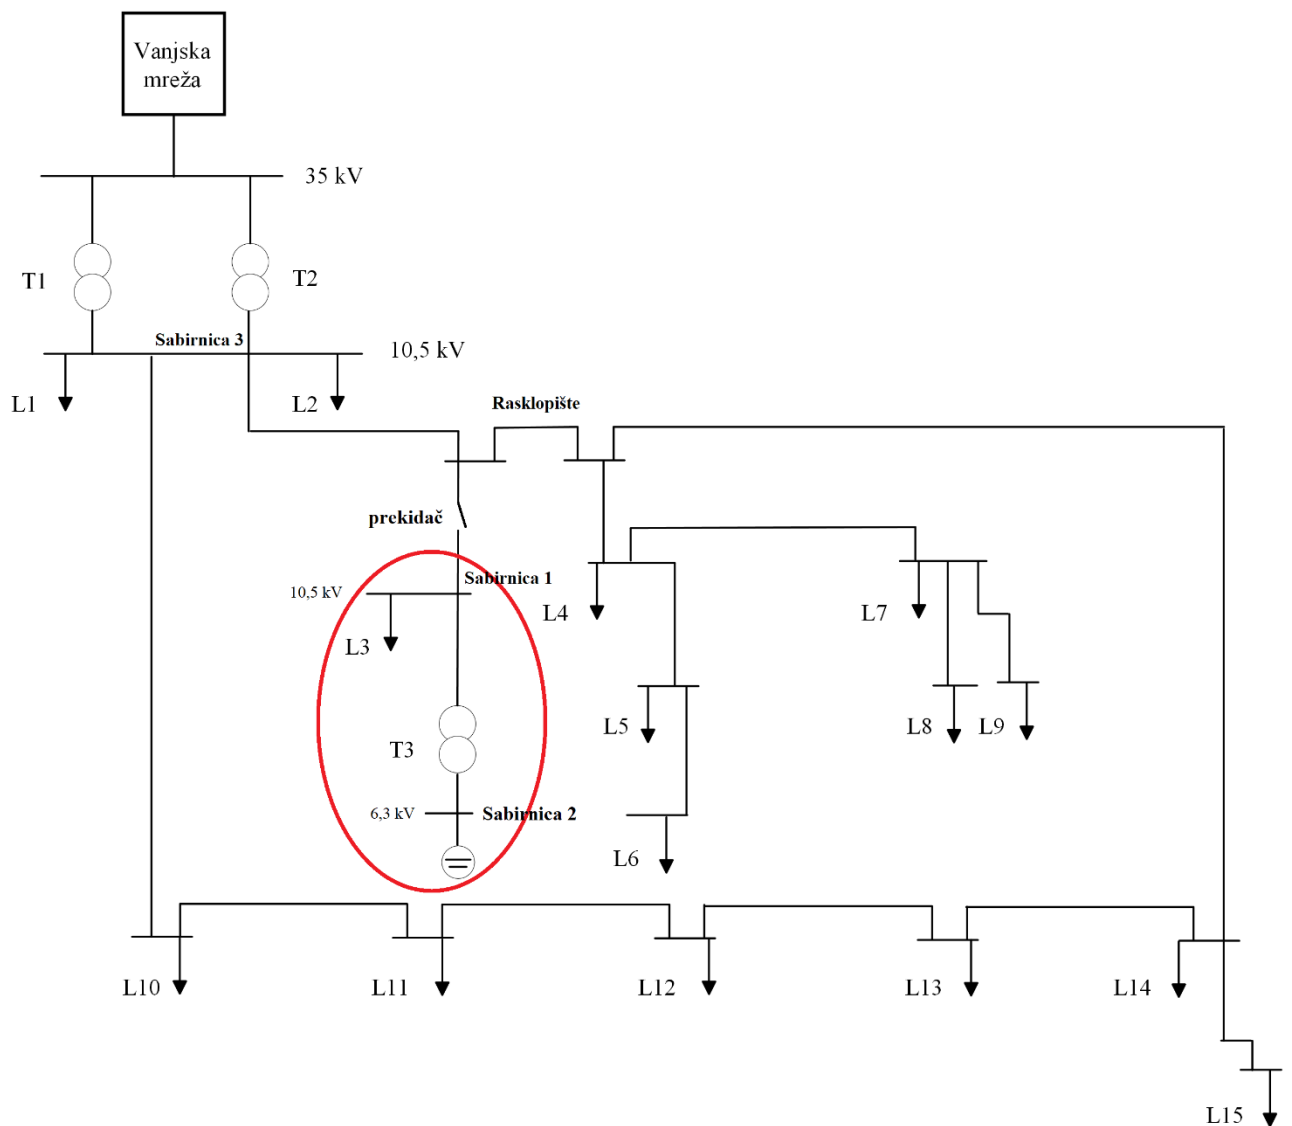 Vanjska
mreža
35 kV
T1
T2
Sabirnica 3
10,5 kV
L1
L2
Rasklopište
prekidač
Sabirnica 1
10,5 kV
L3
L4
L7
T3
L5
L8
L9
6,3 kV
Sabirnica 2
L6
L10
L11
L12
L13
L14
L15